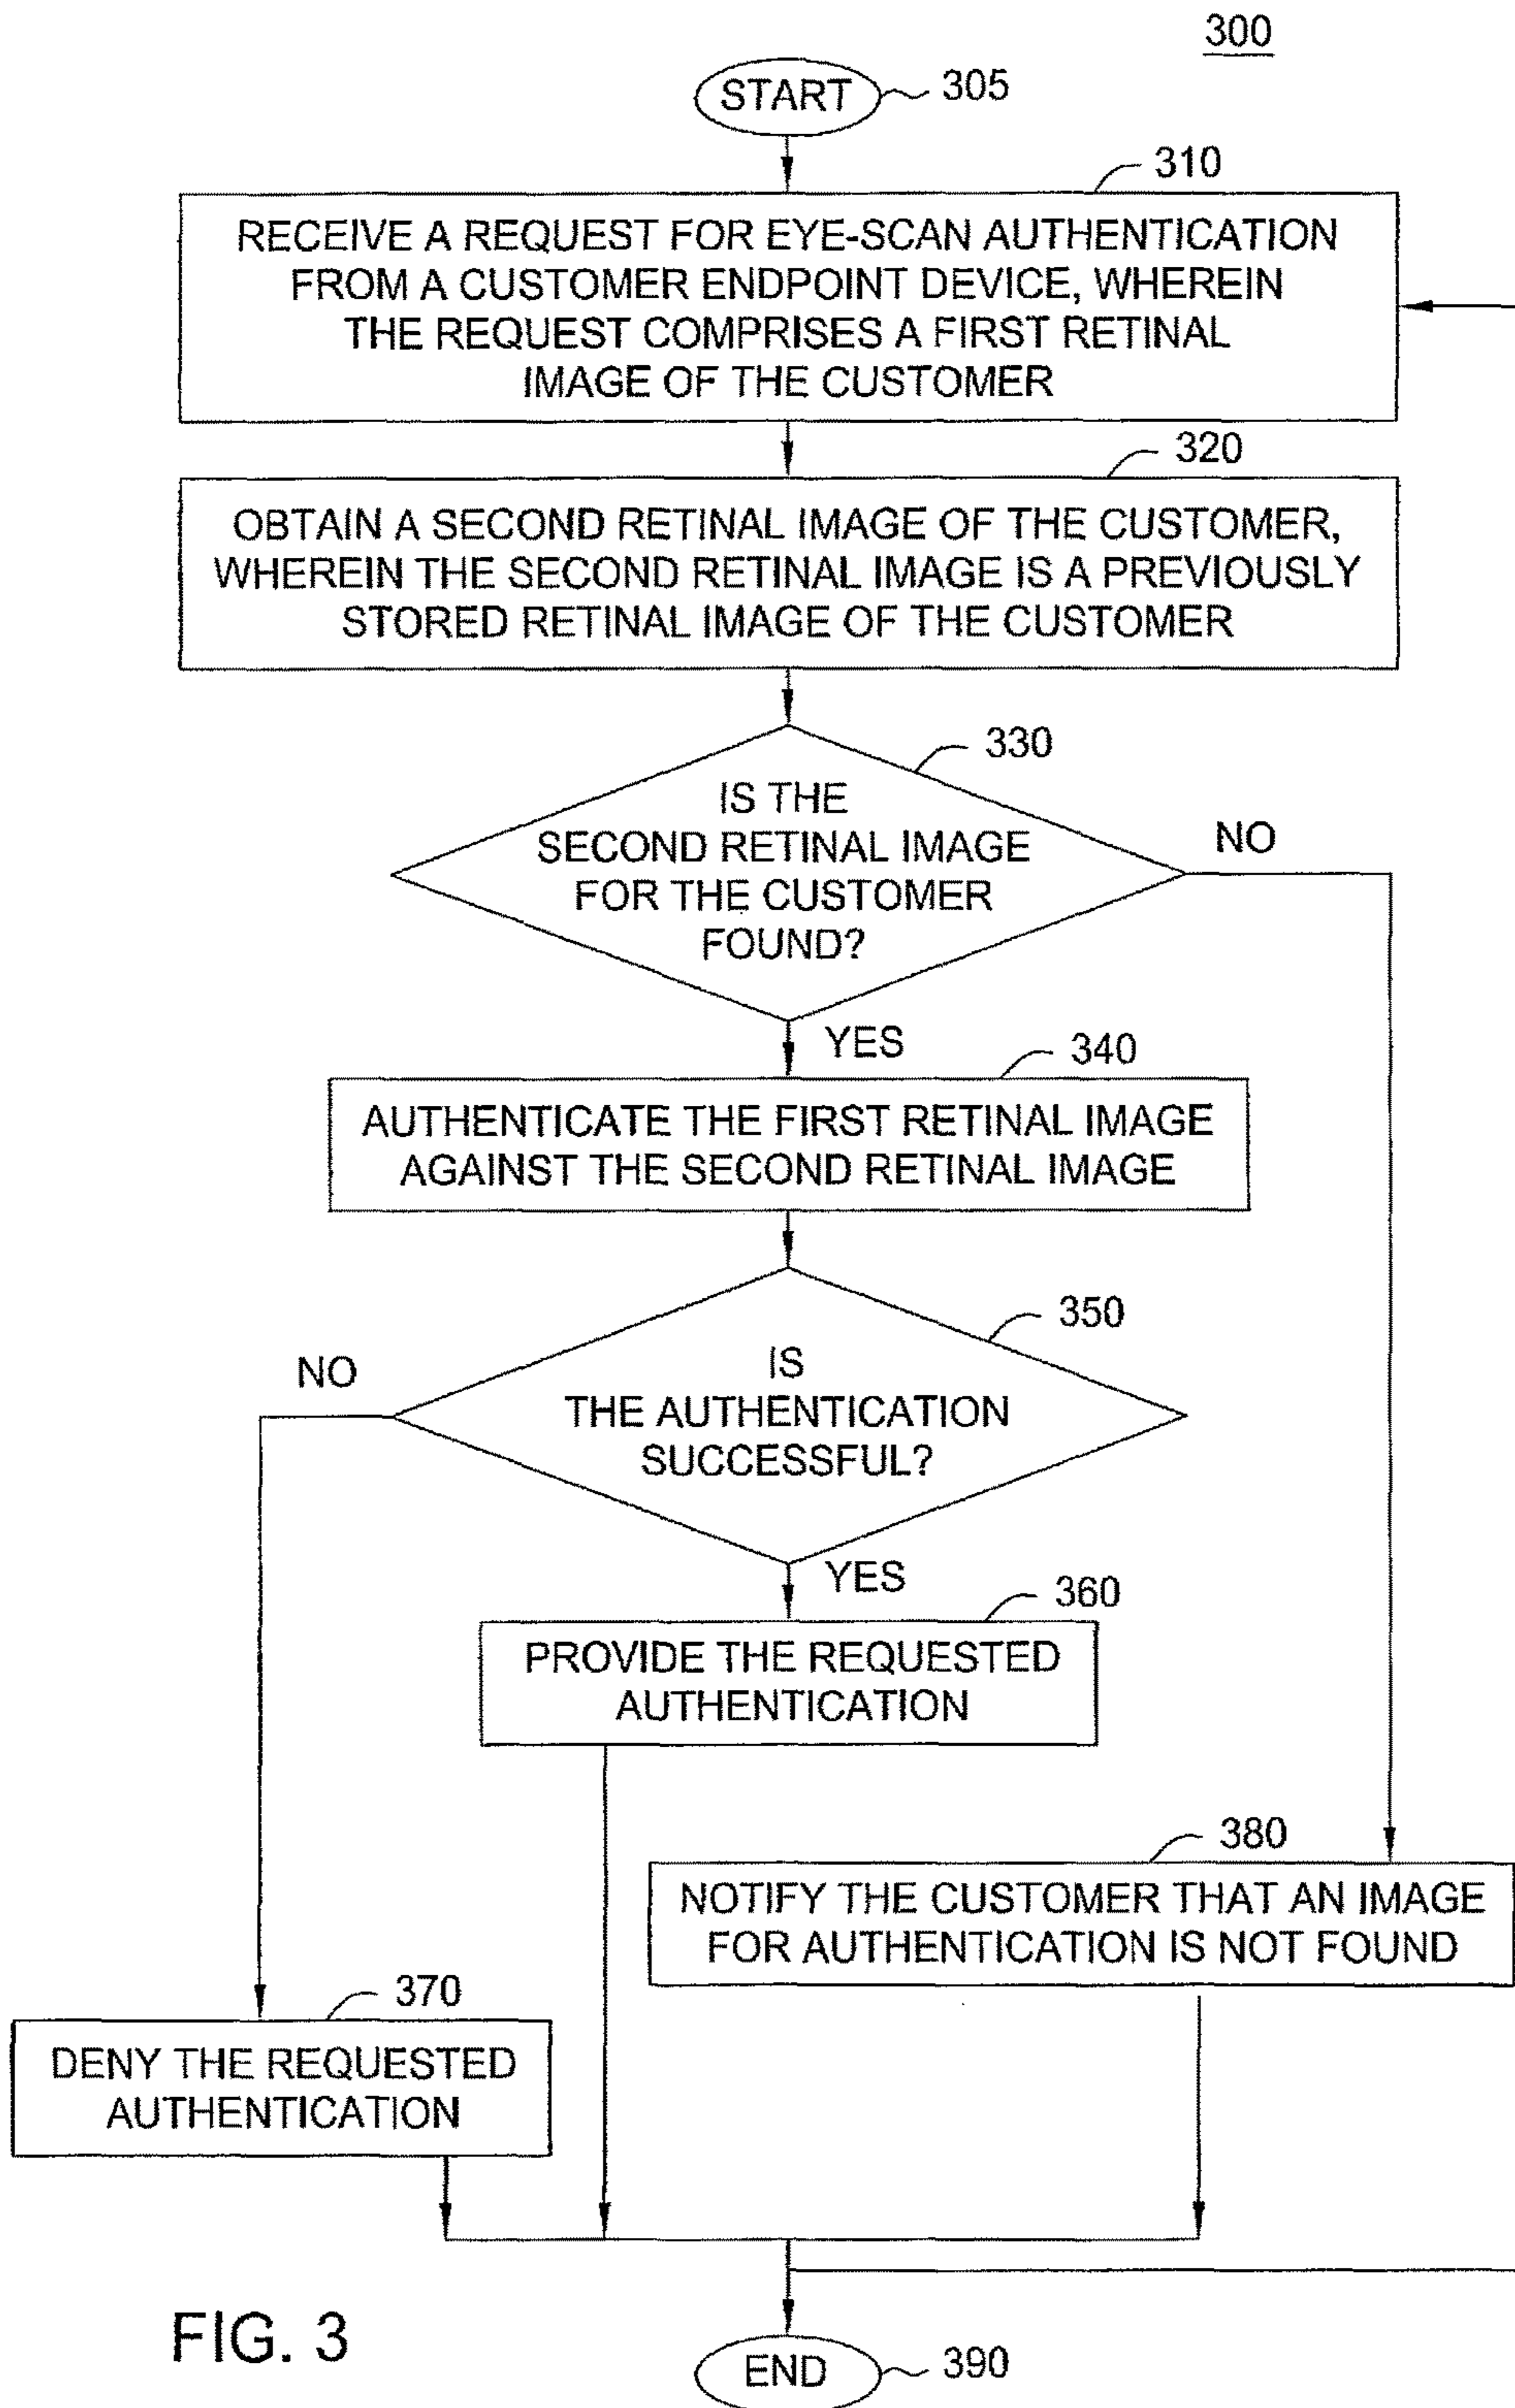 300
START
305
310
RECEIVE A REQUEST FOR EYE-SCAN AUTHENTICATION
FROM A CUSTOMER ENDPOINT DEVICE, WHEREIN
THE REQUEST COMPRISES A FIRST RETINAL
IMAGE OF THE CUSTOMER
320
OBTAIN A SECOND RETINAL IMAGE OF THE CUSTOMER,
WHEREIN THE SECOND RETINAL IMAGE IS A PREVIOUSLY
STORED RETINAL IMAGE OF THE CUSTOMER
330
IS THE
SECOND RETINAL IMAGE
FOR THE CUSTOMER
FOUND?
NO
YES
340
AUTHENTICATE THE FIRST RETINAL IMAGE
AGAINST THE SECOND RETINAL IMAGE
350
IS
THE AUTHENTICATION
SUCCESSFUL?
NO
YES
360
PROVIDE THE REQUESTED
AUTHENTICATION
380
NOTIFY THE CUSTOMER THAT AN IMAGE
FOR AUTHENTICATION IS NOT FOUND
370
DENY THE REQUESTED
AUTHENTICATION
FIG. 3
END
390